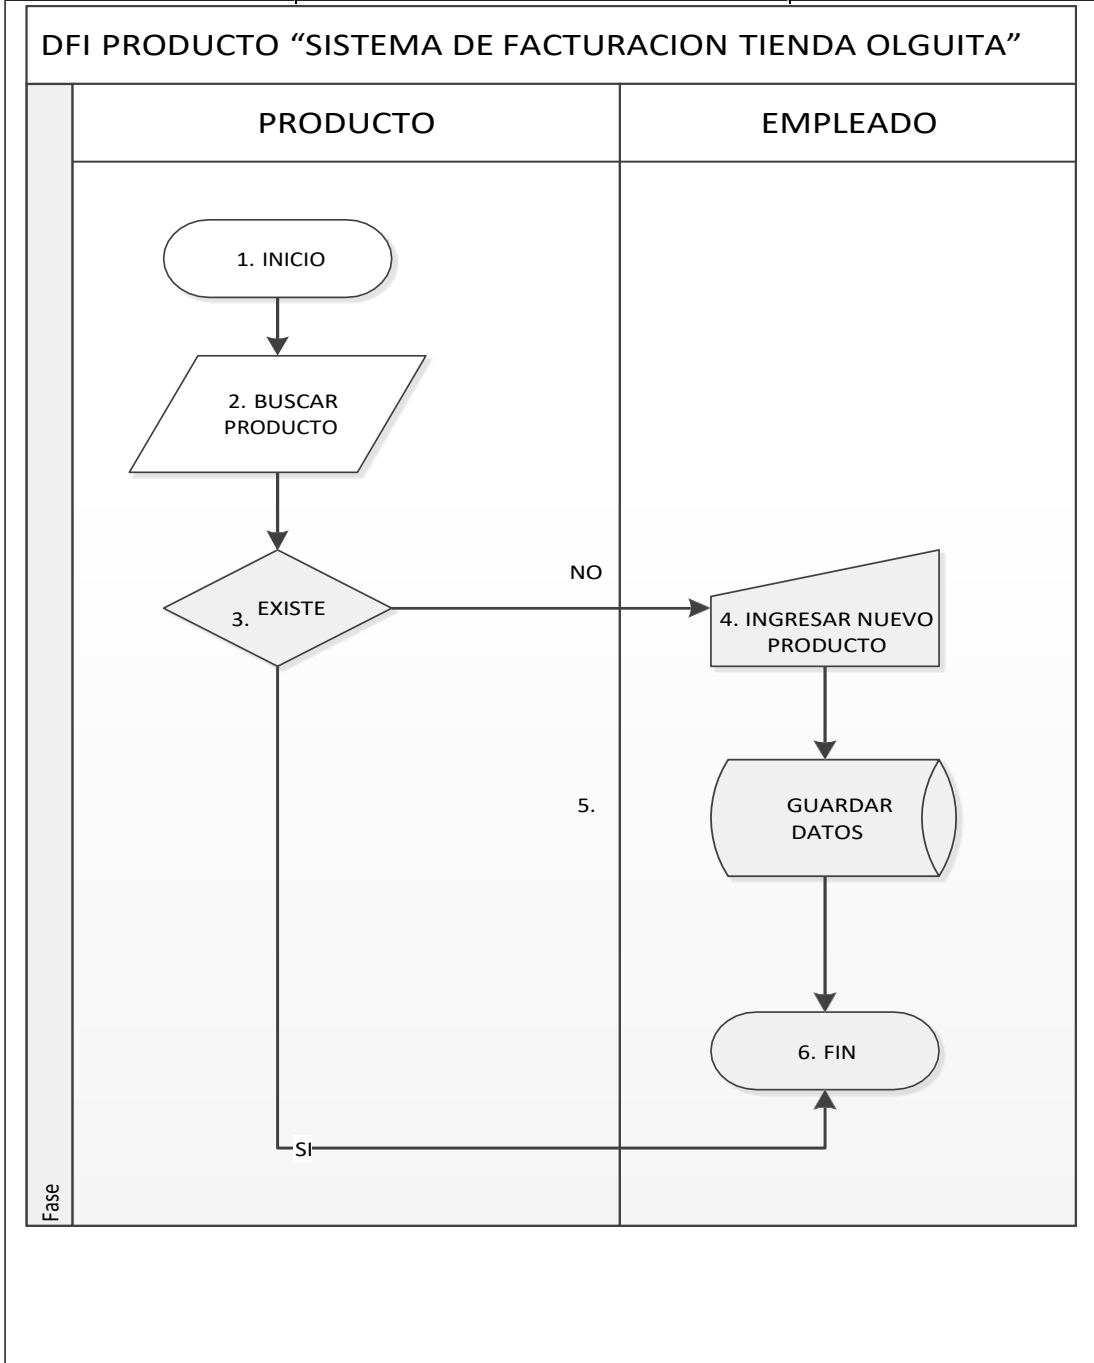 DFI PRODUCTO “SISTEMA DE FACTURACION TIENDA OLGUITA”
PRODUCTO
EMPLEADO
1. INICIO
2. BUSCAR
PRODUCTO
3. EXISTE
NO
4. INGRESAR NUEVO
PRODUCTO
5. GUARDAR
DATOS
6. FIN
SI
Fase